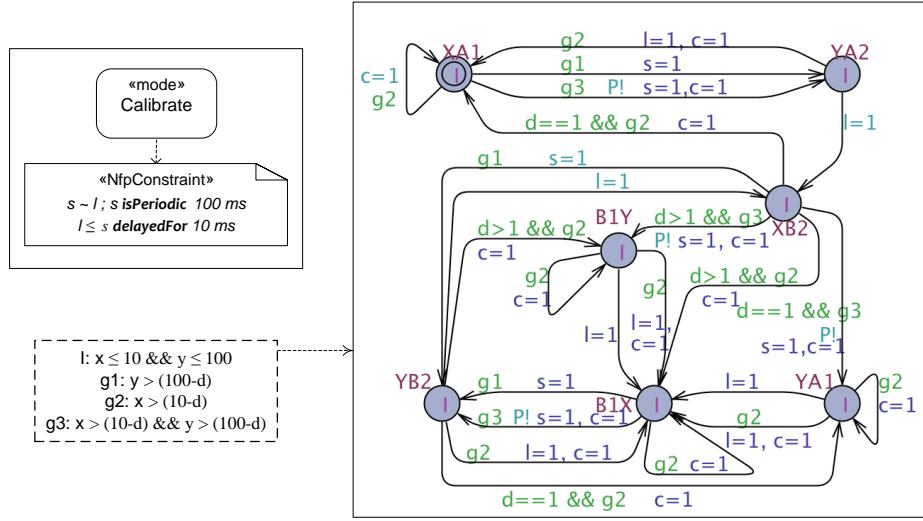 «mode»
Calibrate
«NfpConstraint»
s ~ l ; s isPeriodic 100 ms
l ≤ s delayedFor 10 ms
I: x ≤ 10 && y ≤ 100
g1: y > (100-d)
g2: x > (10-d)
g3: x > (10-d) && y > (100-d)
XA1
I
c=1
g2
g2 l=1, c=1
g1 s=1
g3 P! s=1,c=1
YA2
I
d==1 && g2 c=1
l=1
g1 s=1
l=1
XB2
I
d>1 && g2
c=1
B1Y
I
d>1 && g3
P! s=1, c=1
g2
c=1
g2
d>1 && g2
c=1
l=1
l=1,
c=1
d==1 && g3
P!
s=1,c=1
YB2
I
g1 s=1
g3 P! s=1, c=1
g2 l=1, c=1
B1X
I
l=1
g2
l=1, c=1
g2 c=1
YA1
I
g2
c=1
d==1 && g2 c=1